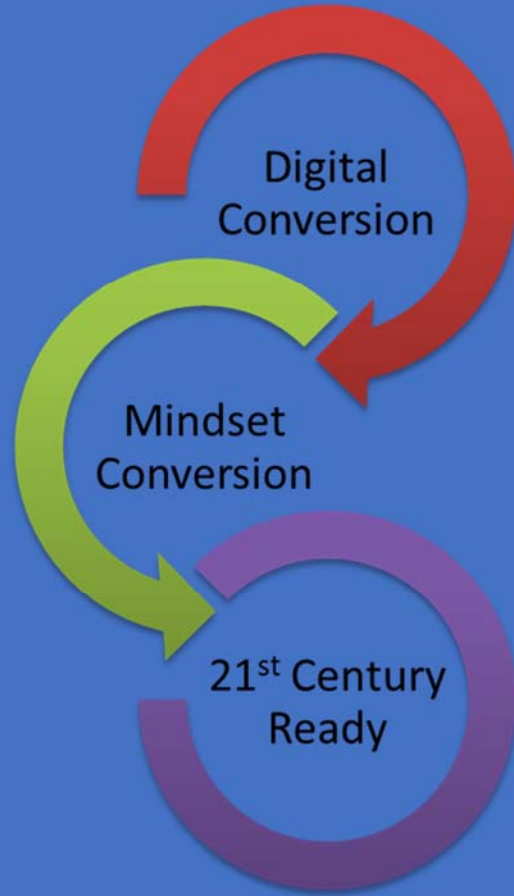 Digital
Conversion
Mindset
Conversion
21st Century
Ready